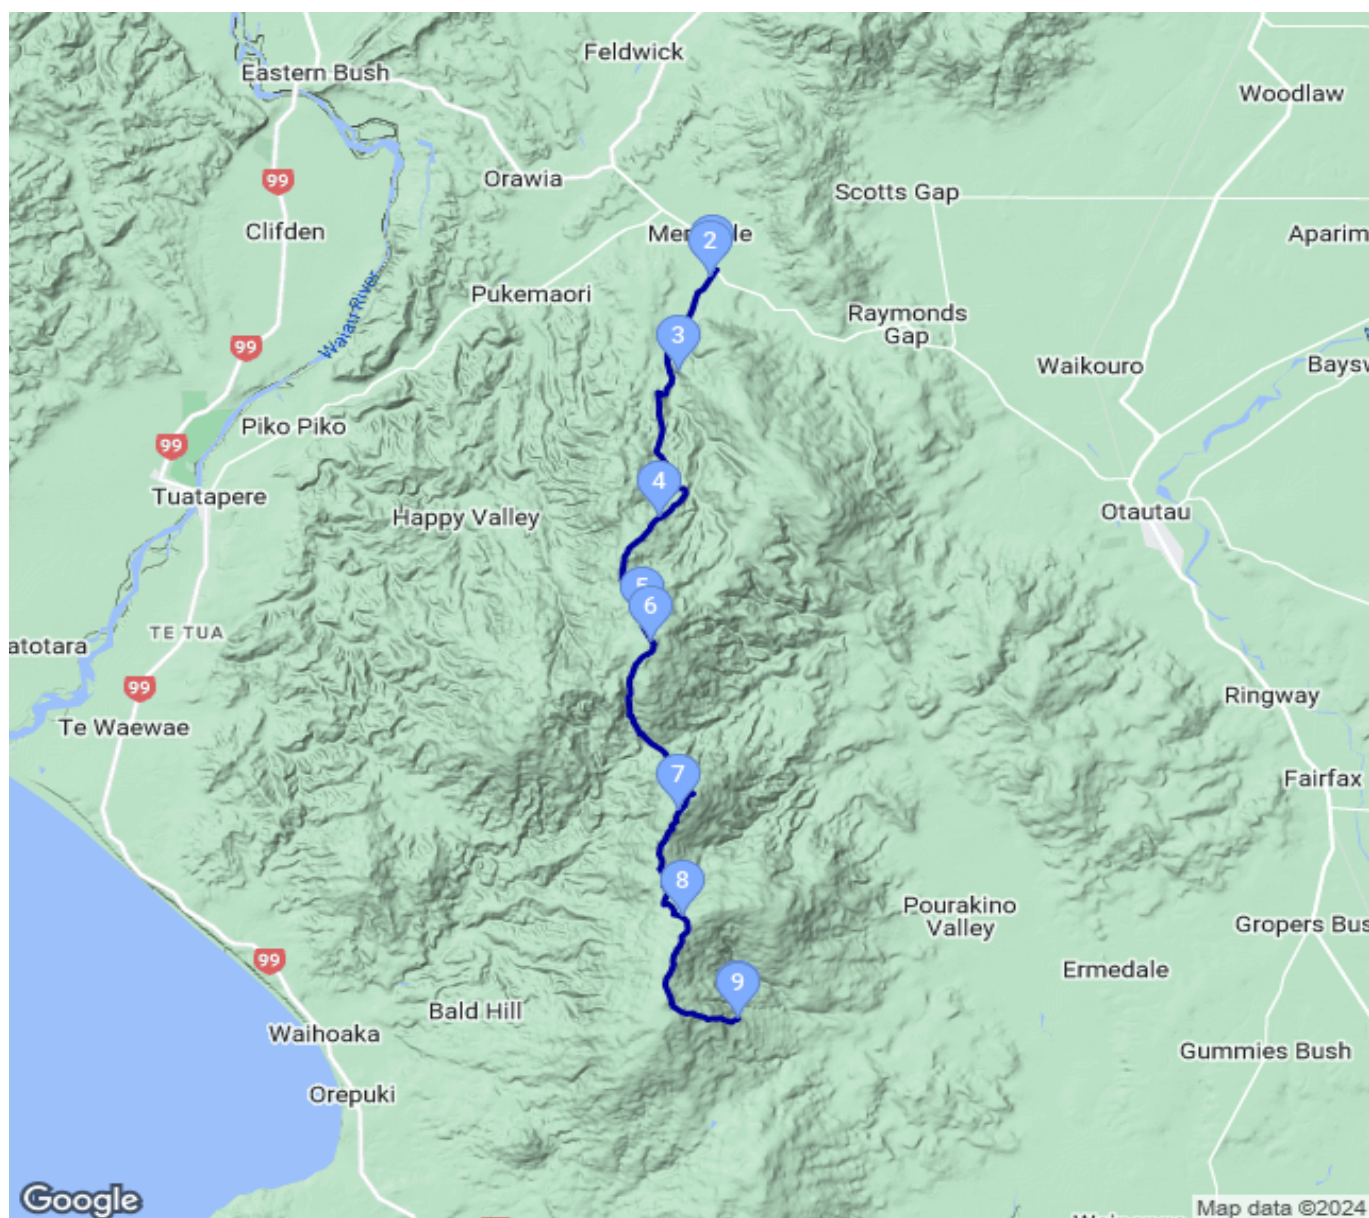 Feldwick
Eastern Bush
Woodlaw
Orawia
99
Scotts Gap
Clifden
2
Aparim
Pukemaori
Waiau River
Raymonds
Gap
3
99
Waikouro
Baysw
Piko Piko
99
4
Tuatapere
Happy Valley
Otautau
6
TE TUA
atotara
99
Te Waewae
Ringway
7
Fairfax
8
Pourakino
Valley
Gropers Bus
99
9
Ermedale
Bald Hill
Waihoaka
Gummies Bush
Orepuki
Google
Map data ©2024